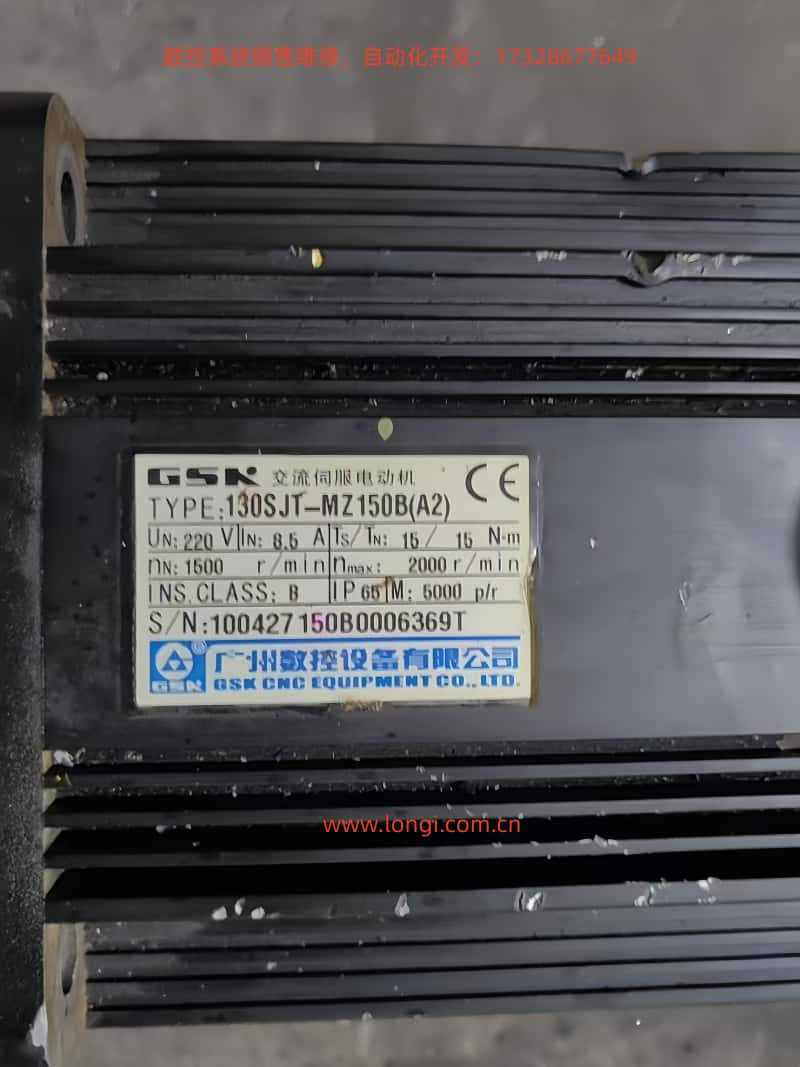 数控系统销售维修，自动化开发：17328677649
GSK 交流伺服电动机 CE
TYPE:130SJT-MZ150B(A2)
UN: 220 V IN: 8.5 A TS/TN: 15/ 15 N·m
nN: 1500 r/min nmax: 2000 r/min
INS.CLASS: B IP 65 M: 5000 p/r
S/N:100427150B0006369T
GSK ® 广州数控设备有限公司
GSK CNC EQUIPMENT CO.,LTD.
www.longi.com.cn